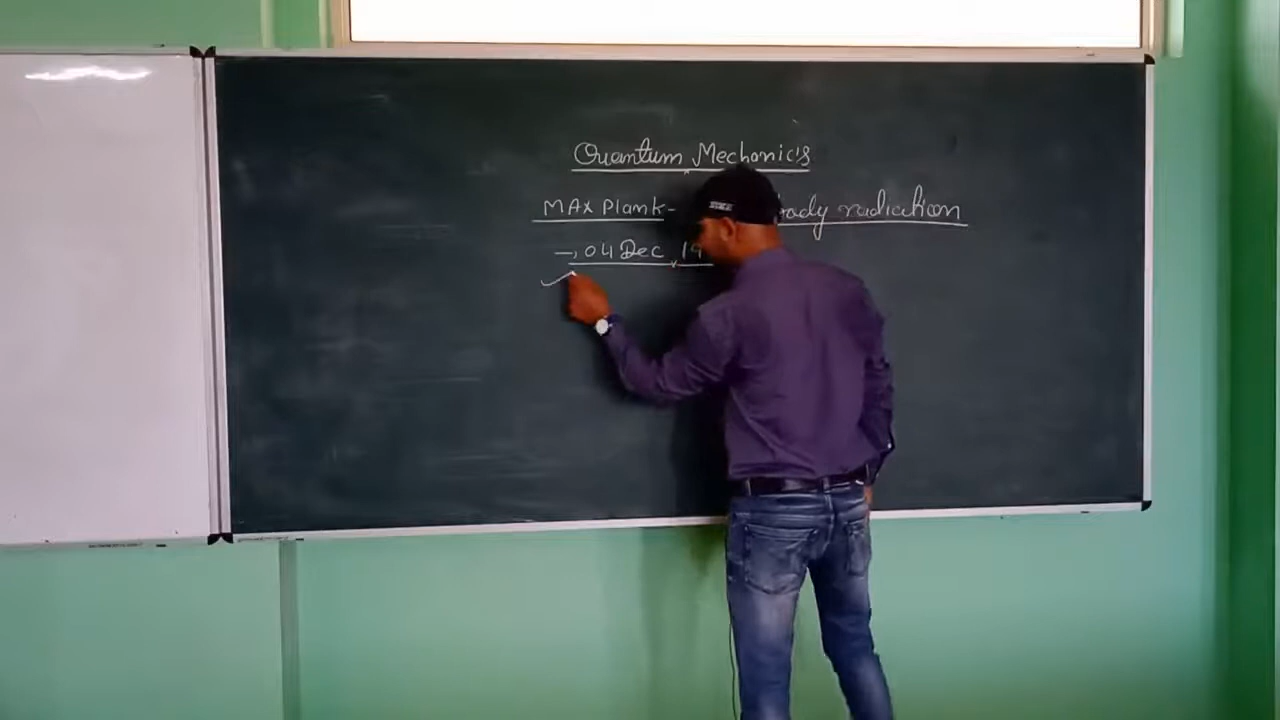 Quantum Mechanics
MAX Plank - body radiation
→, 04 Dec, 19